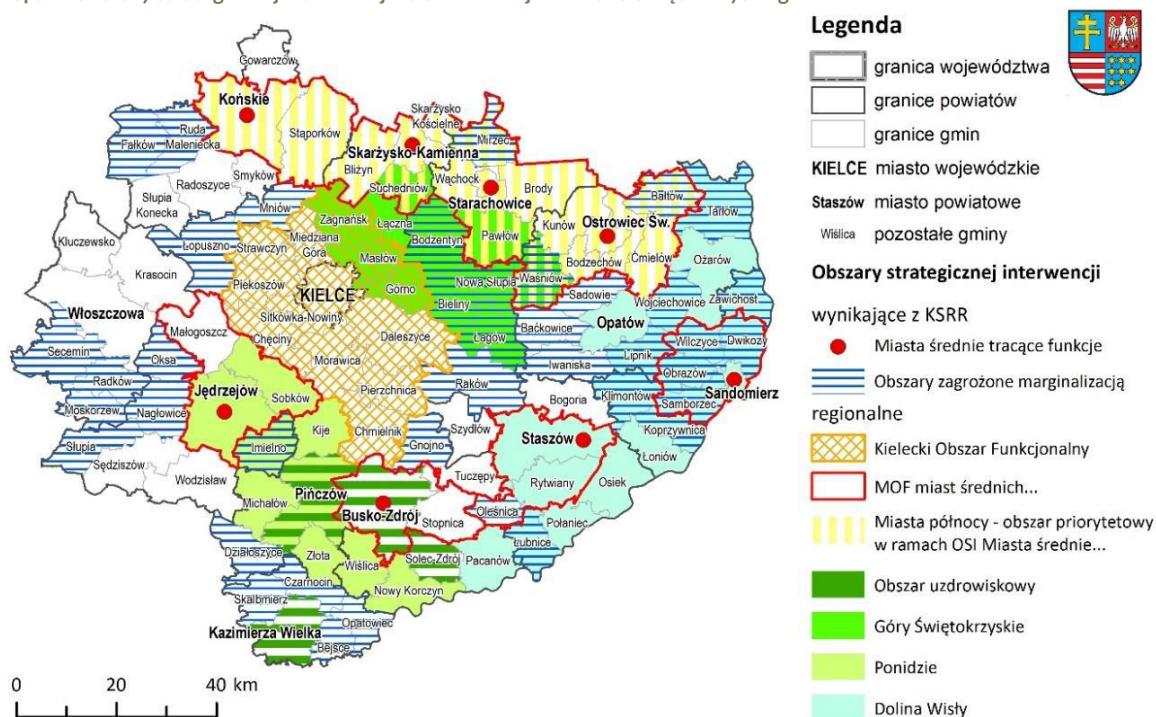 Gowarczów
Końskie
Stąporków
Ruda
Maleniecka
Fałków
Skarżysko
Kościelne
Skarżysko-Kamienna
Mirzec
Bliżyn
Smyków
Radoszyce
Słupia
Konecka
Suchedniów
Wąchock
Starachowice
Brody
Bałtów
Tarłów
Mniów
Zagnańsk
Łączna
Bodzentyn
Pawłów
Kunów
Ostrowiec Św.
Kluczewsko
Łopuszno
Strawczyn
Miedziana
Góra
Masłów
Bodzechów
Ćmielów
Ożarów
Krasocin
Piekoszów
KIELCE
Górno
Nowa Słupia
Waśniów
Sadowie
Wojciechowice
Zawichost
Bieliny
Włoszczowa
Małogoszcz
Sitkówka-Nowiny
Chęciny
Daleszyce
Łagów
Baćkowice
Opatów
Wilczyce
Dwikozy
Secemin
Oksa
Morawica
Iwaniska
Lipnik
Obrazów
Radków
Jędrzejów
Sobków
Pierzchnica
Raków
Klimontów
Samborzec
Sandomierz
Moskorzew
Nagłowice
Bogoria
Słupia
Imielno
Kije
Chmielnik
Gnojno
Szydłów
Staszów
Koprzywnica
Sędziszów
Wodzisław
Łoniów
Tuczępy
Rytwiany
Osiek
Michałów
Pińczów
Busko-Zdrój
Stopnica
Oleśnica
Połaniec
Działoszyce
Złota
Wiślica
Solec-Zdrój
Pacanów
Łubnice
Czarnocin
Skalbmierz
Nowy Korczyn
Kazimierza Wielka
Opatowiec
Bejsce
0 20 40 km
Legenda
granica województwa
granice powiatów
granice gmin
KIELCE miasto wojewódzkie
Staszów miasto powiatowe
Wiślica pozostałe gminy
Obszary strategicznej interwencji
wynikające z KSRR
Miasta średnie tracące funkcje
Obszary zagrożone marginalizacją
regionalne
Kielecki Obszar Funkcjonalny
MOF miast średnich...
Miasta północy - obszar priorytetowy
w ramach OSI Miasta średnie...
Obszar uzdrowiskowy
Góry Świętokrzyskie
Ponidzie
Dolina Wisły